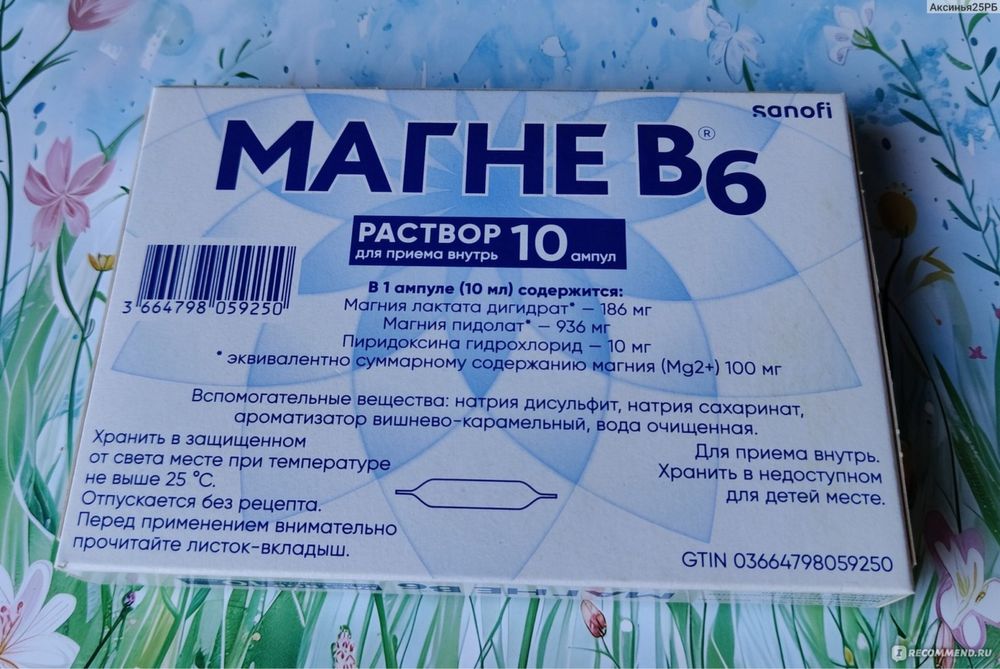 Аксинья25РБ
sanofi
МАГНЕ B6®
РАСТВОР
для приема внутрь
10
ампул
3 664798 059250
В 1 ампуле (10 мл) содержится:
Магния лактата дигидрат* – 186 мг
Магния пидолат* – 936 мг
Пиридоксина гидрохлорид – 10 мг
* эквивалентно суммарному содержанию магния (Mg2+) 100 мг
Вспомогательные вещества: натрия дисульфит, натрия сахаринат,
ароматизатор вишнево-карамельный, вода очищенная.
Хранить в защищенном
от света месте при температуре
не выше 25 °C.
Отпускается без рецепта.
Перед применением внимательно
прочитайте листок-вкладыш.
Для приема внутрь.
Хранить в недоступном
для детей месте.
GTIN 03664798059250
МАГНЕ B6
RECOMMEND.RU